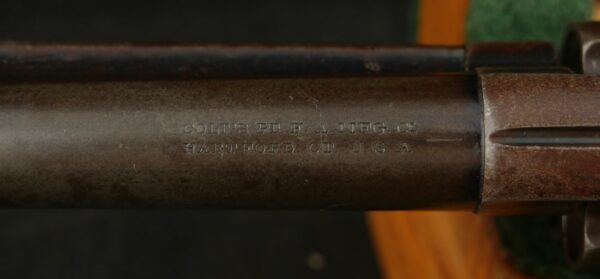 COLT'S PT. F. A. MFG. Co
HARTFORD CT. U.S.A.